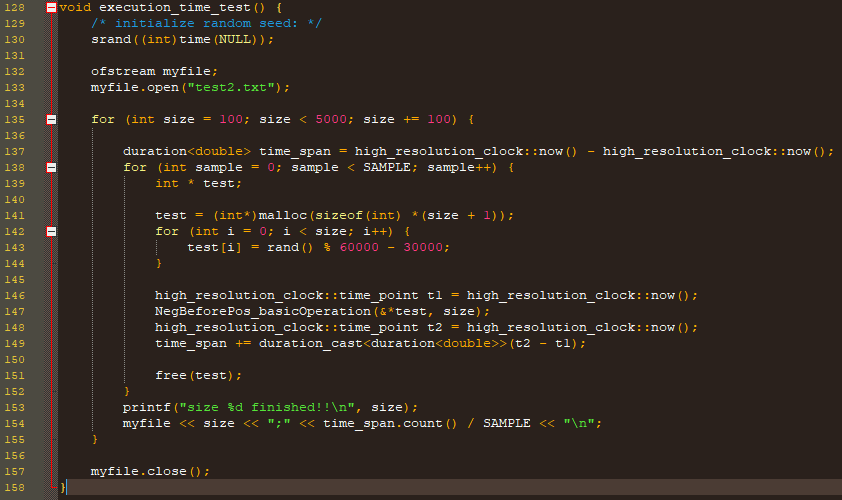 128 void execution_time_test() {
129 /* initialize random seed: */
130 srand((int)time(NULL));
131
132 ofstream myfile;
133 myfile.open("test2.txt");
134
135 for (int size = 100; size < 5000; size += 100) {
136
137 duration<double> time_span = high_resolution_clock::now() - high_resolution_clock::now();
138 for (int sample = 0; sample < SAMPLE; sample++) {
139 int * test;
140
141 test = (int*)malloc(sizeof(int) *(size + 1));
142 for (int i = 0; i < size; i++) {
143 test[i] = rand() % 60000 - 30000;
144 }
145
146 high_resolution_clock::time_point t1 = high_resolution_clock::now();
147 NegBeforePos_basicOperation(&*test, size);
148 high_resolution_clock::time_point t2 = high_resolution_clock::now();
149 time_span += duration_cast<duration<double>>(t2 - t1);
150
151 free(test);
152 }
153 printf("size %d finished!!\n", size);
154 myfile << size << ";" << time_span.count() / SAMPLE << "\n";
155 }
156
157 myfile.close();
158 }